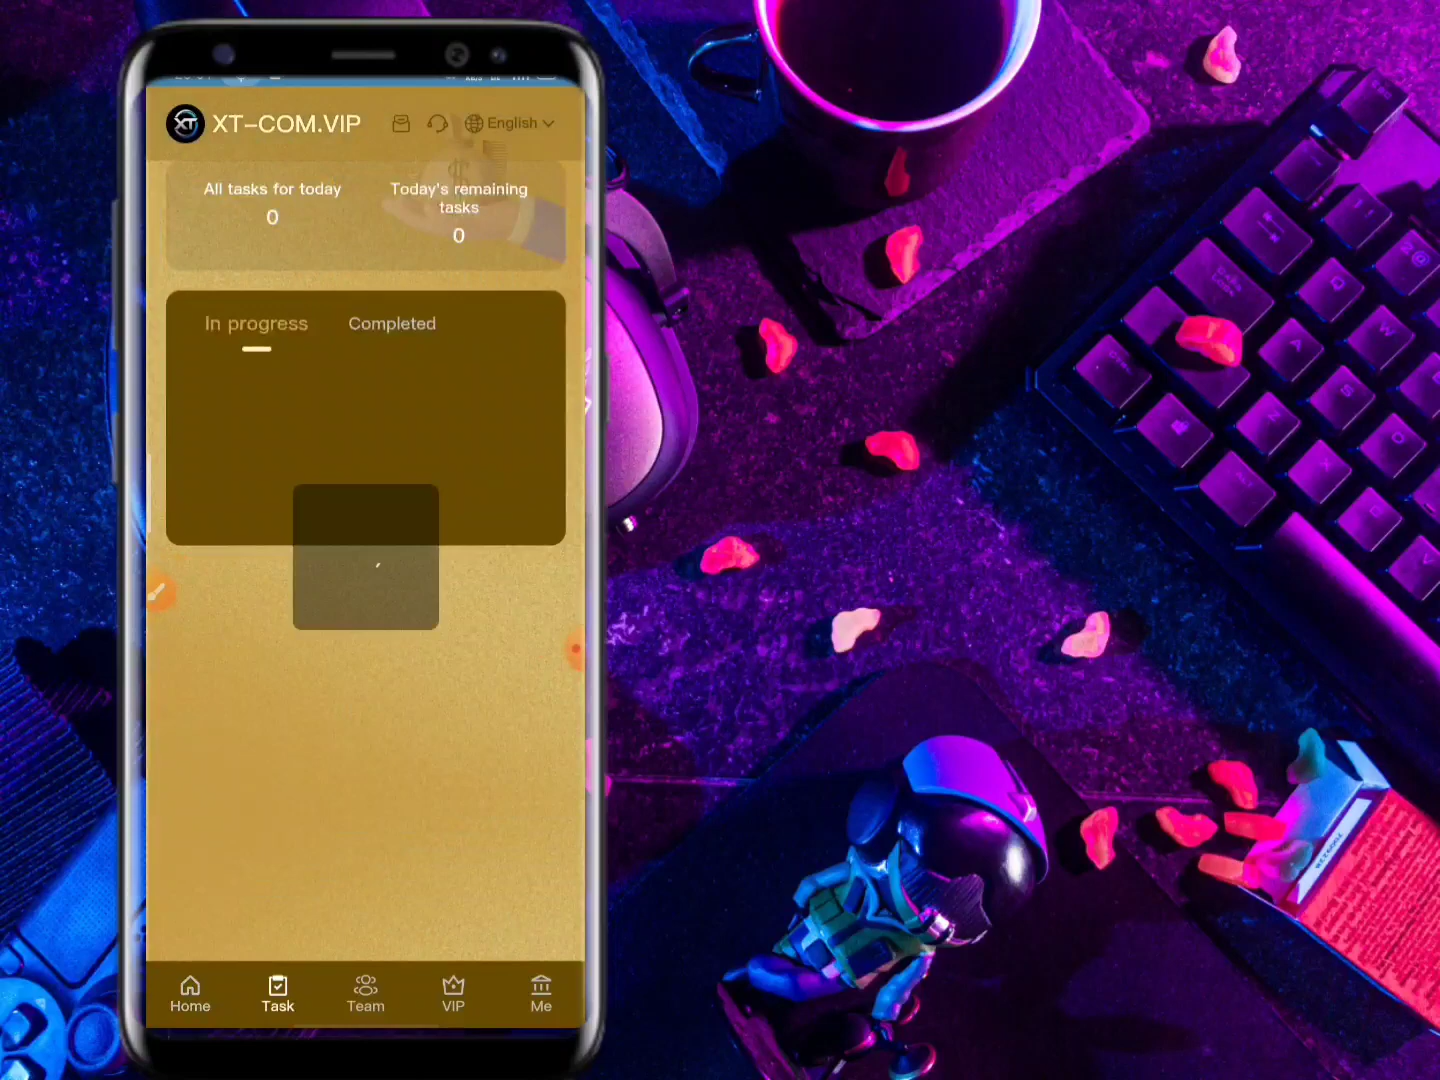 XT
XT-COM.VIP
English
All tasks for today
0
Today's remaining
tasks
0
In progress
Completed
Home
Task
Team
VIP
Me